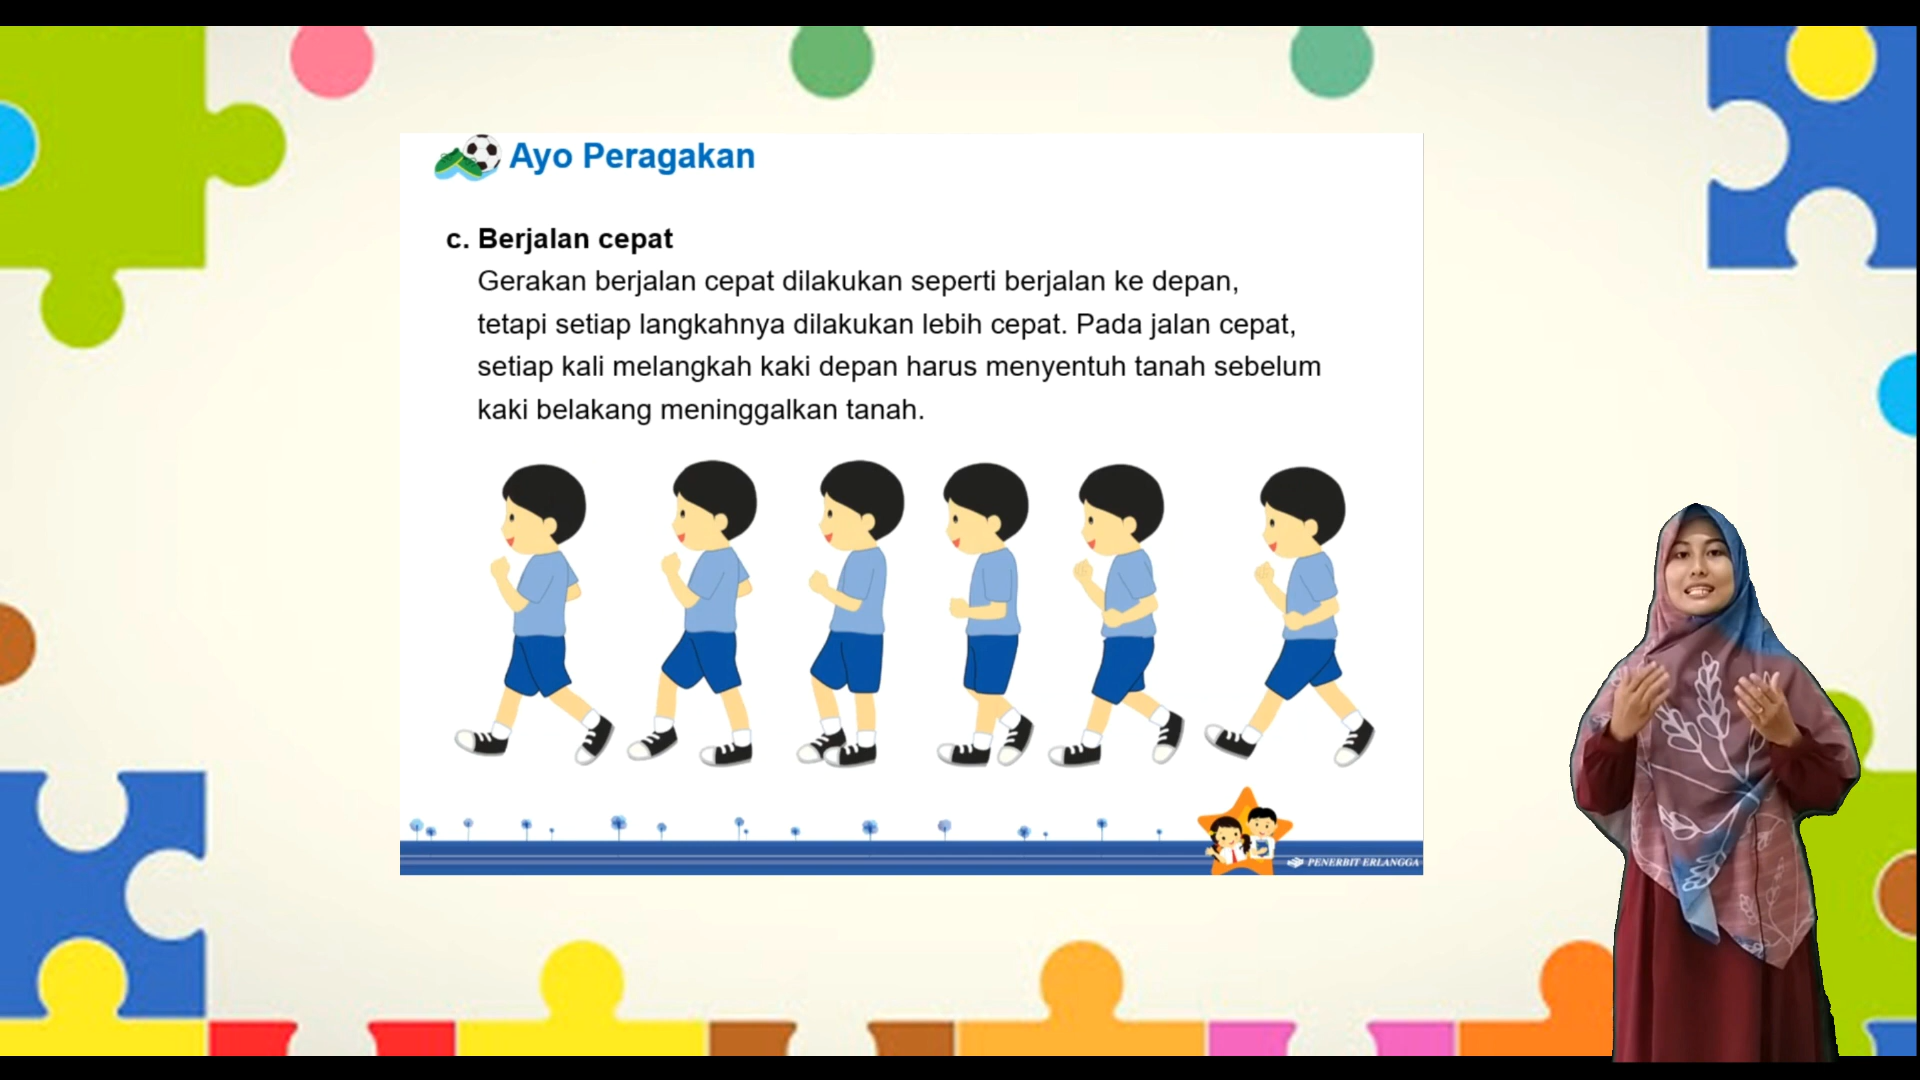 Ayo Peragakan
c. Berjalan cepat
Gerakan berjalan cepat dilakukan seperti berjalan ke depan,
tetapi setiap langkahnya dilakukan lebih cepat. Pada jalan cepat,
setiap kali melangkah kaki depan harus menyentuh tanah sebelum
kaki belakang meninggalkan tanah.
PENERBIT ERLANGGA